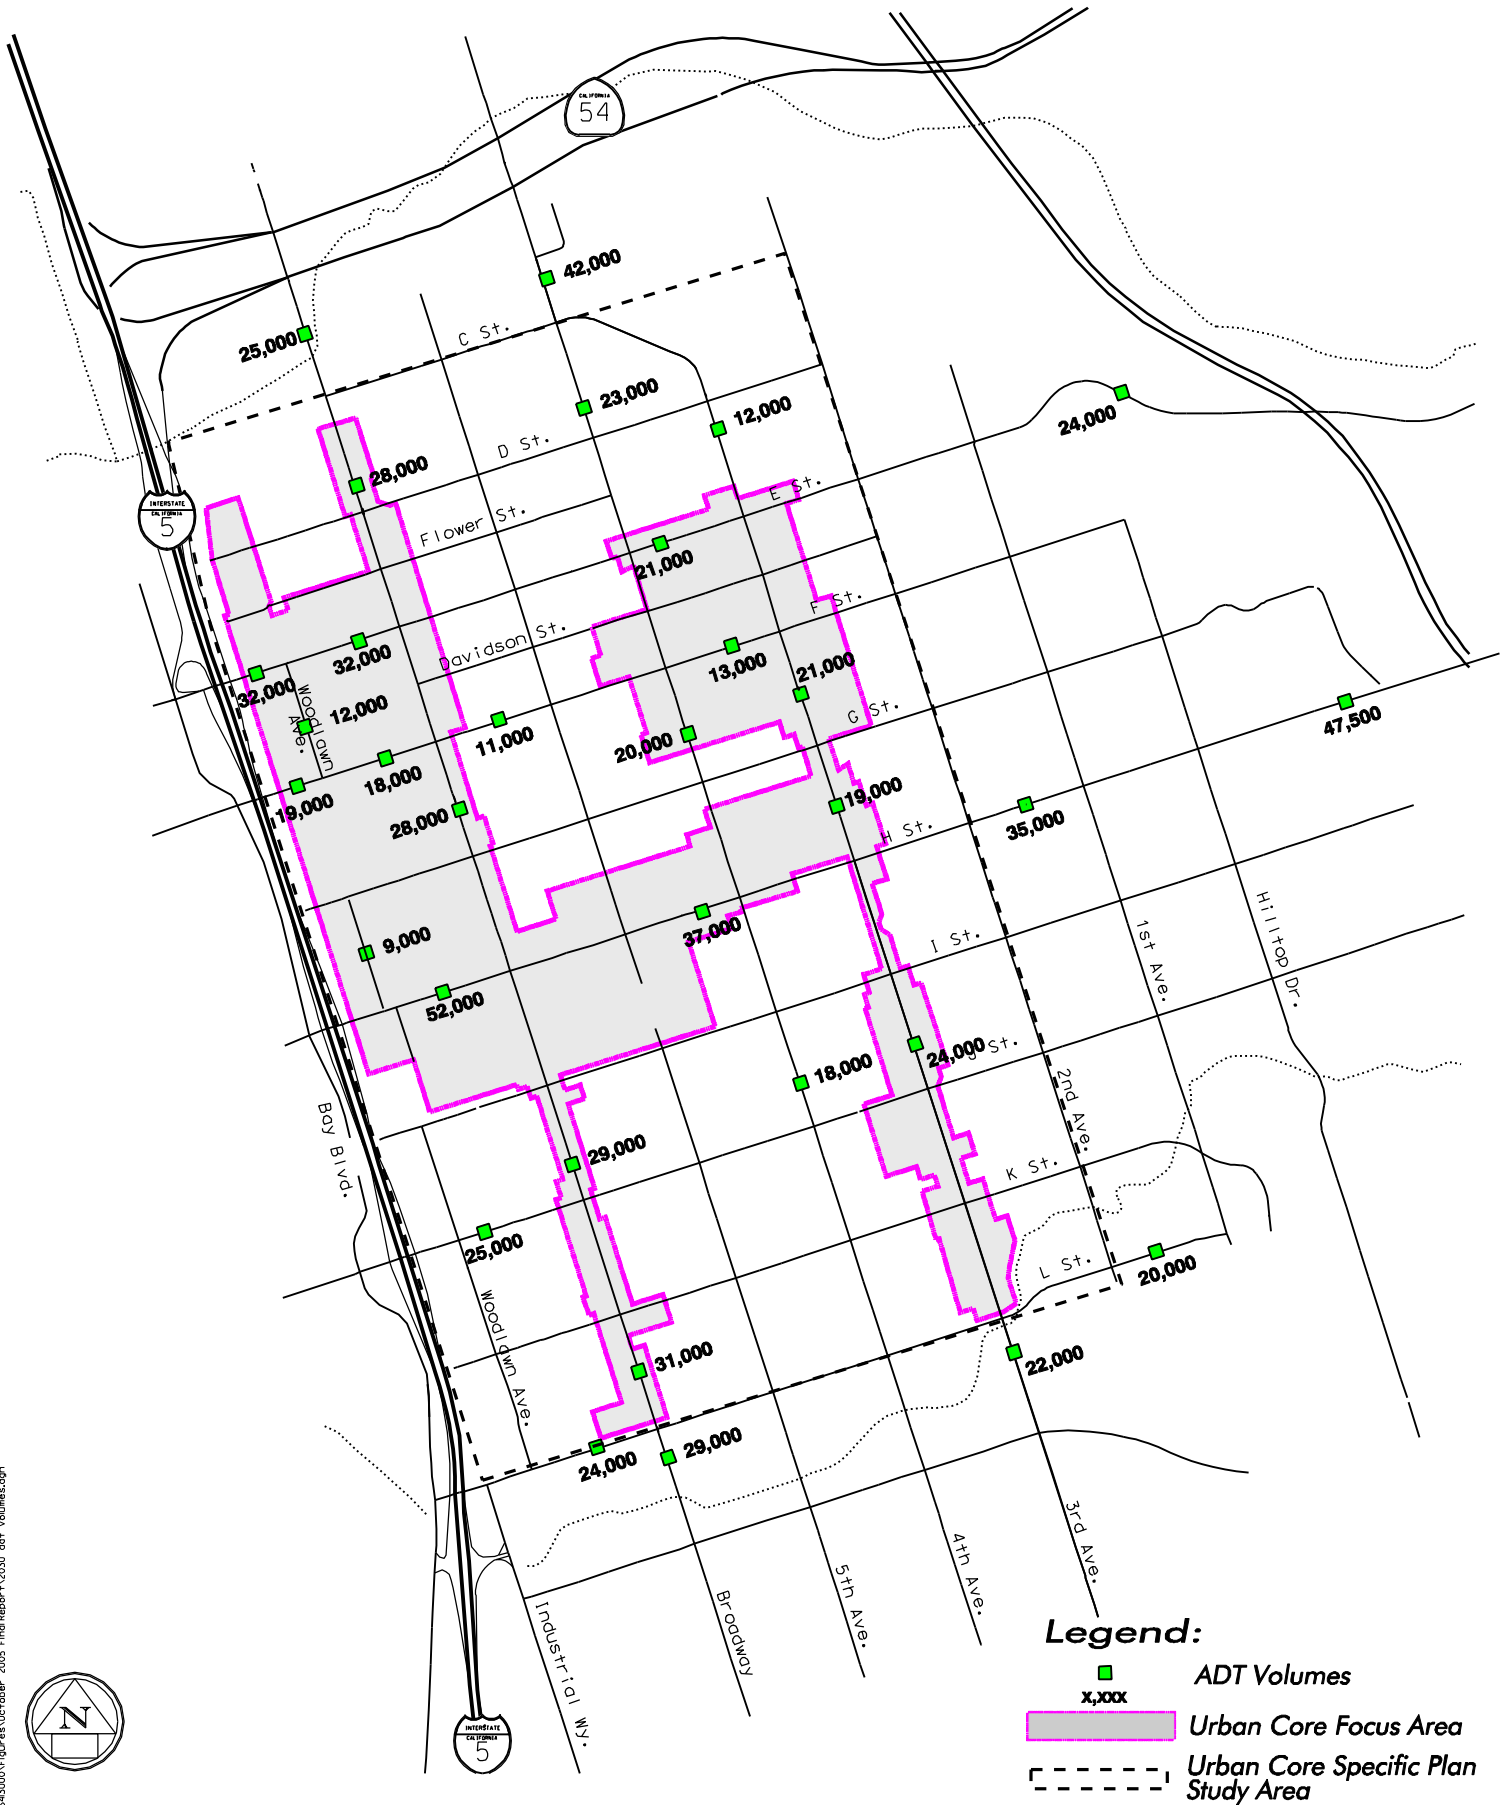 CALIFORNIA
54
42,000
25,000
C St.
23,000
12,000
24,000
D St.
28,000
E St.
INTERSTATE
CALIFORNIA
5
Flower St.
21,000
F St.
Davidson St.
32,000
32,000
13,000
21,000
Woodlawn
Ave.
12,000
G St.
47,500
11,000
20,000
18,000
19,000
19,000
28,000
H St.
35,000
37,000
9,000
I St.
1st Ave.
Hilltop Dr.
52,000
24,000
J St.
18,000
2nd Ave.
Bay Blvd.
29,000
K St.
25,000
L St.
20,000
Woodlawn Ave.
31,000
22,000
24,000
29,000
3rd Ave.
4th Ave.
5th Ave.
Broadway
Industrial Wy.
INTERSTATE
CALIFORNIA
5
N
Legend:
ADT Volumes
x,xxx
Urban Core Focus Area
Urban Core Specific Plan
Study Area